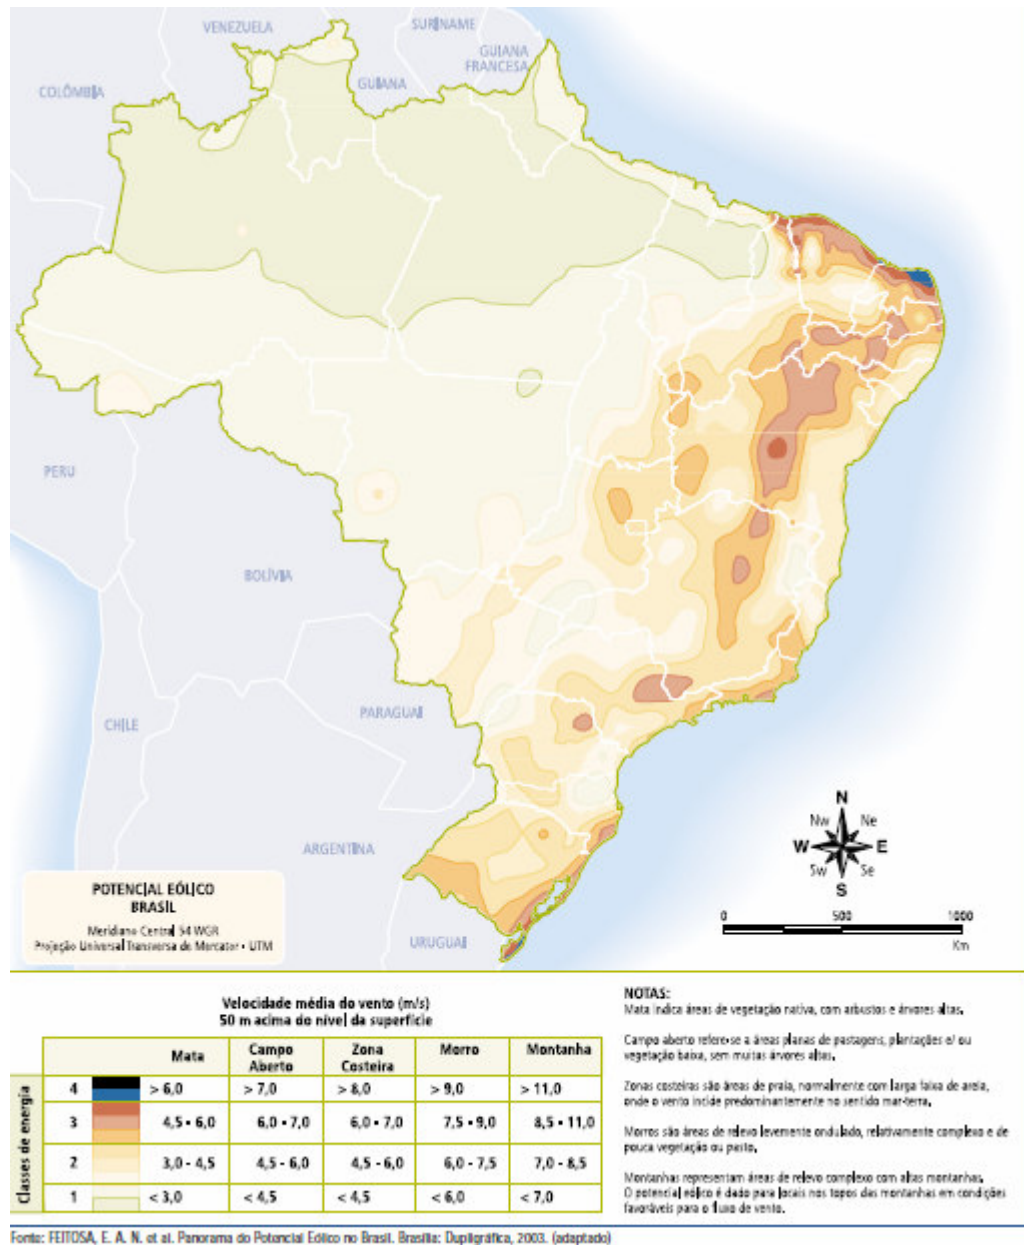 VENEZUELA
SURINAME
GUIANA
FRANCESA
GUIANA
COLÔMBIA
PERU
BOLÍVIA
PARAGUAI
CHILE
ARGENTINA
URUGUAI
N
Nw Ne
W E
Sw Se
S
0 500 1000
Km
POTENCIAL EÓLICO
BRASIL
Meridiano Central 54 WGR
Projeção Universal Transversa de Mercator • UTM
Velocidade média do vento (m/s)
50 m acima do nível da superfície
Mata Campo Aberto Zona Costeira Morro Montanha
Classes de energia
4 > 6,0 > 7,0 > 8,0 > 9,0 > 11,0
3 4,5 - 6,0 6,0 - 7,0 6,0 - 7,0 7,5 - 9,0 8,5 - 11,0
2 3,0 - 4,5 4,5 - 6,0 4,5 - 6,0 6,0 - 7,5 7,0 - 8,5
1 < 3,0 < 4,5 < 4,5 < 6,0 < 7,0
NOTAS:
Mata indica áreas de vegetação nativa, com arbustos e árvores altas.
Campo aberto refere-se a áreas planas de pastagens, plantações e/ ou
vegetação baixa, sem muitas árvores altas.
Zonas costeiras são áreas de praia, normalmente com larga faixa de areia,
onde o vento incide predominantemente no sentido mar-terra.
Morros são áreas de relevo levemente ondulado, relativamente complexo e de
pouca vegetação ou pasto.
Montanhas representam áreas de relevo complexo com altas montanhas.
O potencial eólico é dado para locais nos topos das montanhas em condições
favoráveis para o fluxo de vento.
Fonte: FEITOSA, E. A. N. et al. Panorama do Potencial Eólico no Brasil. Brasília: Dupligráfica, 2003. (adaptado)